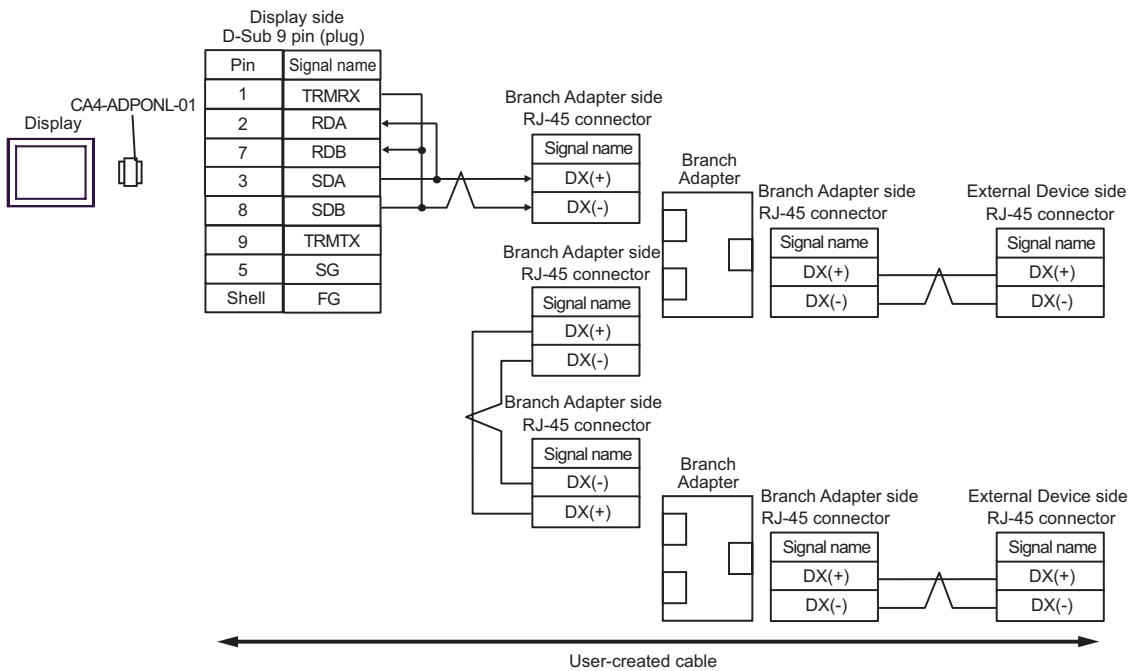 Display side
D-Sub 9 pin (plug)
Pin Signal name
1 TRMRX
2 RDA
7 RDB
3 SDA
8 SDB
9 TRMTX
5 SG
Shell FG
CA4-ADPONL-01
Display
Branch Adapter side
RJ-45 connector
Signal name
DX(+)
DX(-)
Branch
Adapter
Branch Adapter side
RJ-45 connector
Signal name
DX(+)
DX(-)
External Device side
RJ-45 connector
Signal name
DX(+)
DX(-)
Branch Adapter side
RJ-45 connector
Signal name
DX(+)
DX(-)
Branch Adapter side
RJ-45 connector
Signal name
DX(-)
DX(+)
Branch
Adapter
Branch Adapter side
RJ-45 connector
Signal name
DX(+)
DX(-)
External Device side
RJ-45 connector
Signal name
DX(+)
DX(-)
User-created cable